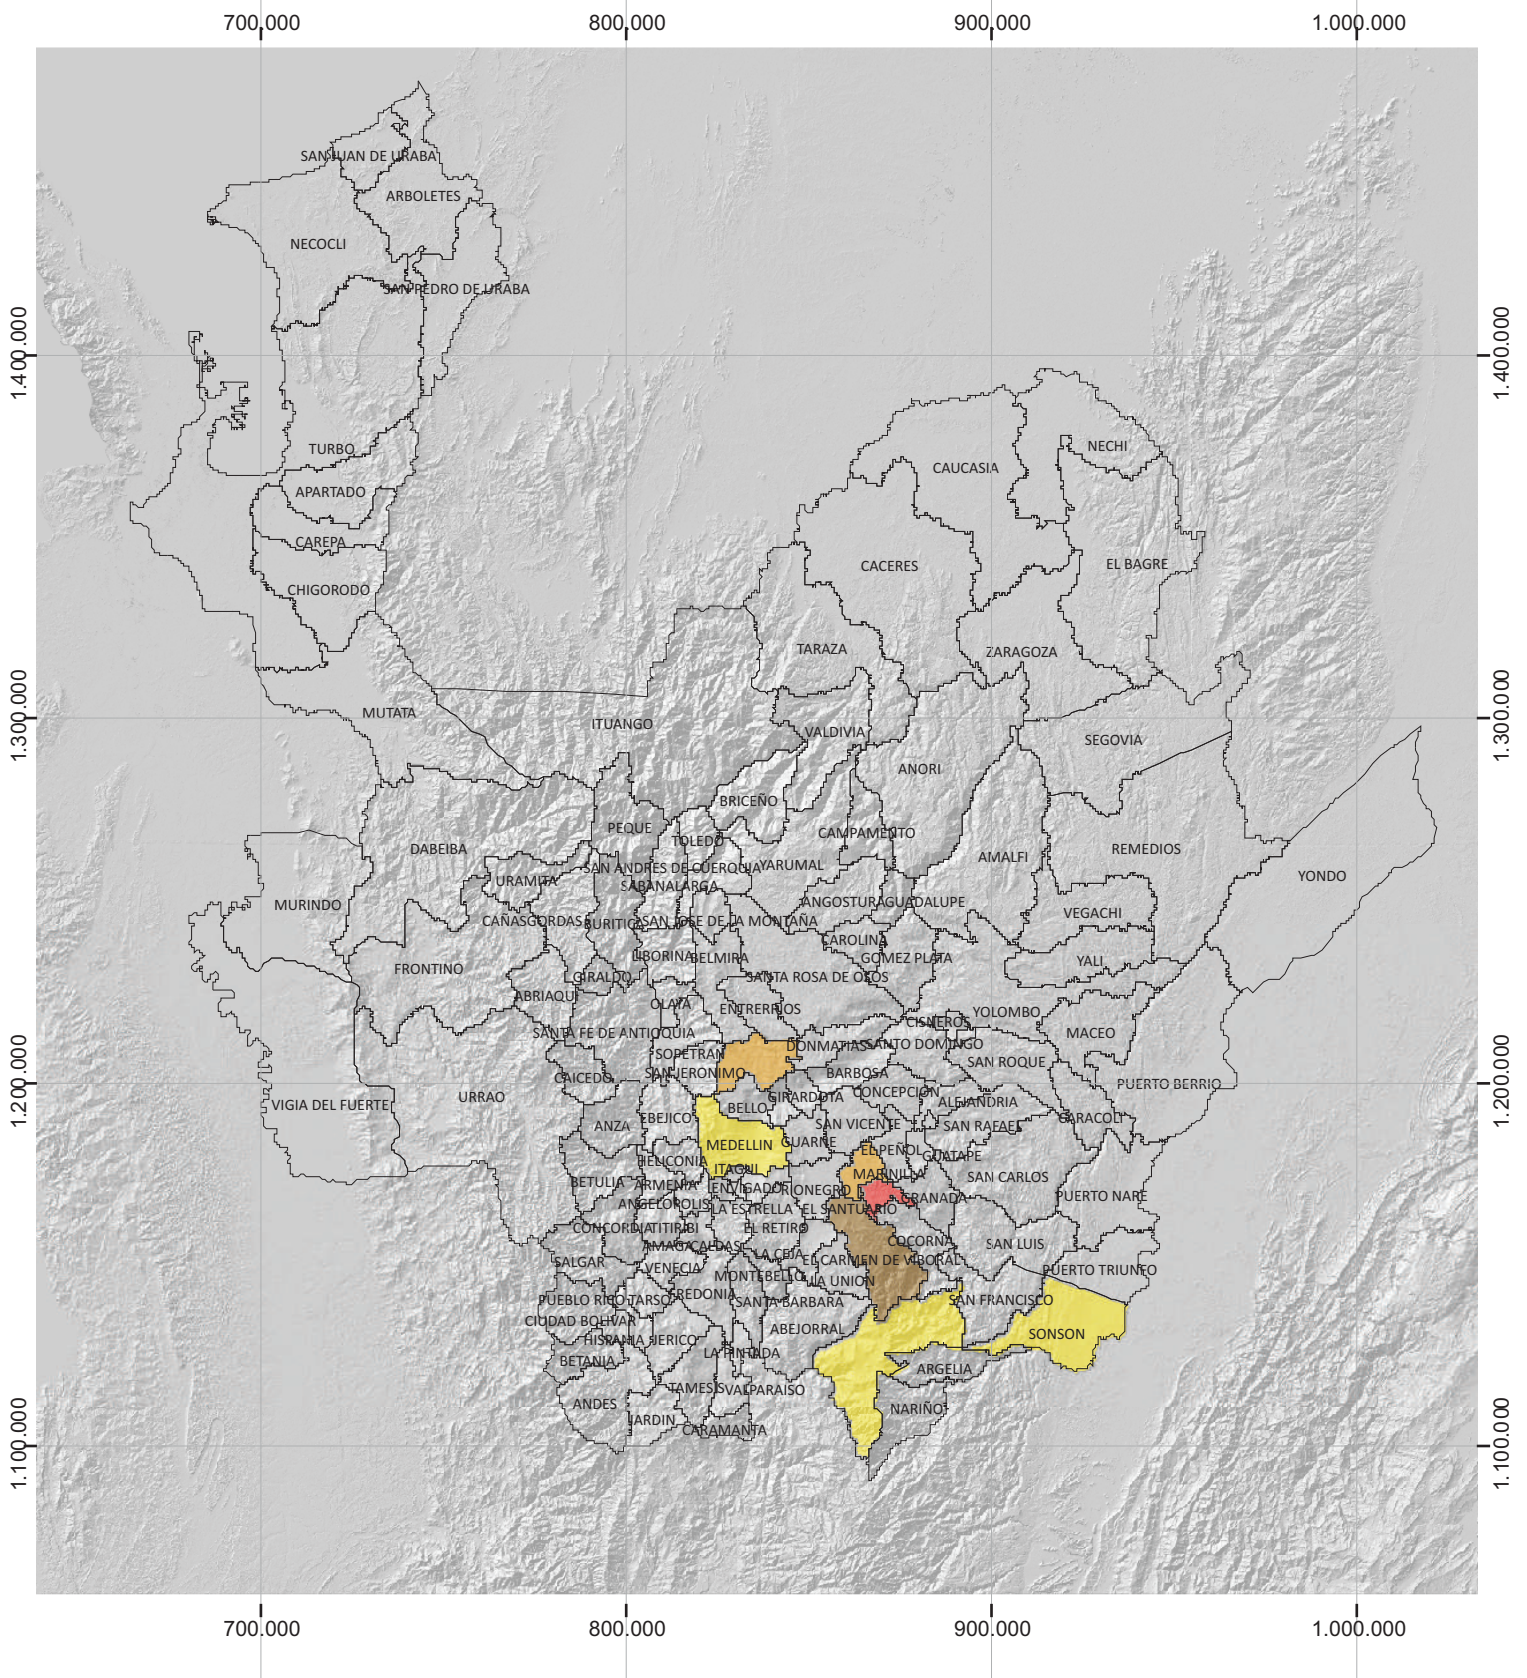 700.000 800.000 900.000 1.000.000
SAN JUAN DE URABA
ARBOLETES
NECOCLI
SAN PEDRO DE URABA
1.400.000 1.400.000
TURBO NECHI
CAUCASIA
APARTADO
CAREPA
CACERES EL BAGRE
CHIGORODO
TARAZA ZARAGOZA
1.300.000 1.300.000
MUTATA
ITUANGO
VALDIVIA
SEGOVIA
ANORI
BRICEÑO
PEQUE
CAMPAMENTO
TOLEDO
DABEIBA REMEDIOS
AMALFI
SAN ANDRES DE CUERQUIA YARUMAL
YONDO
URAMITA
SABANALARGA
MURINDO ANGOSTURA GUADALUPE
VEGACHI
CAÑASGORDAS BURITICA SAN JOSE DE LA MONTAÑA
CAROLINA
LIBORINA BELMIRA GOMEZ PLATA
YALI
FRONTINO
GIRALDO SANTA ROSA DE OSOS
ABRIAQUI
OLAYA ENTRERRIOS YOLOMBO
CISNEROS
SANTA FE DE ANTIOQUIA MACEO
DONMATIAS SANTO DOMINGO
SOPETRAN
SAN ROQUE
1.200.000 1.200.000
CAICEDO SAN JERONIMO BARBOSA
PUERTO BERRIO
URRAO GIRARDOTA CONCEPCION
VIGIA DEL FUERTE BELLO ALEJANDRIA
ANZA EBEJICO SAN VICENTE SAN RAFAEL CARACOLI
MEDELLIN GUARNE
EL PEÑOL GUATAPE
HELICONIA
ITAGUI MARINILLA SAN CARLOS
BETULIA ARMENIA ENVIGADO RIONEGRO
GRANADA PUERTO NARE
ANGELOPOLIS LA ESTRELLA EL SANTUARIO
CONCORDIA TITIRIBI EL RETIRO
COCORNA SAN LUIS
AMAGA CALDAS LA CEJA
SALGAR EL CARMEN DE VIBORAL
VENECIA PUERTO TRIUNFO
MONTEBELLO LA UNION
FREDONIA
PUEBLO RICO TARSO SANTA BARBARA SAN FRANCISCO
CIUDAD BOLIVAR
ABEJORRAL
SONSON
HISPANIA JERICO
LA PINTADA
BETANIA
ARGELIA
TAMESIS VALPARAISO
ANDES
NARIÑO
JARDIN
CARAMANTA
1.100.000 1.100.000
700.000 800.000 900.000 1.000.000